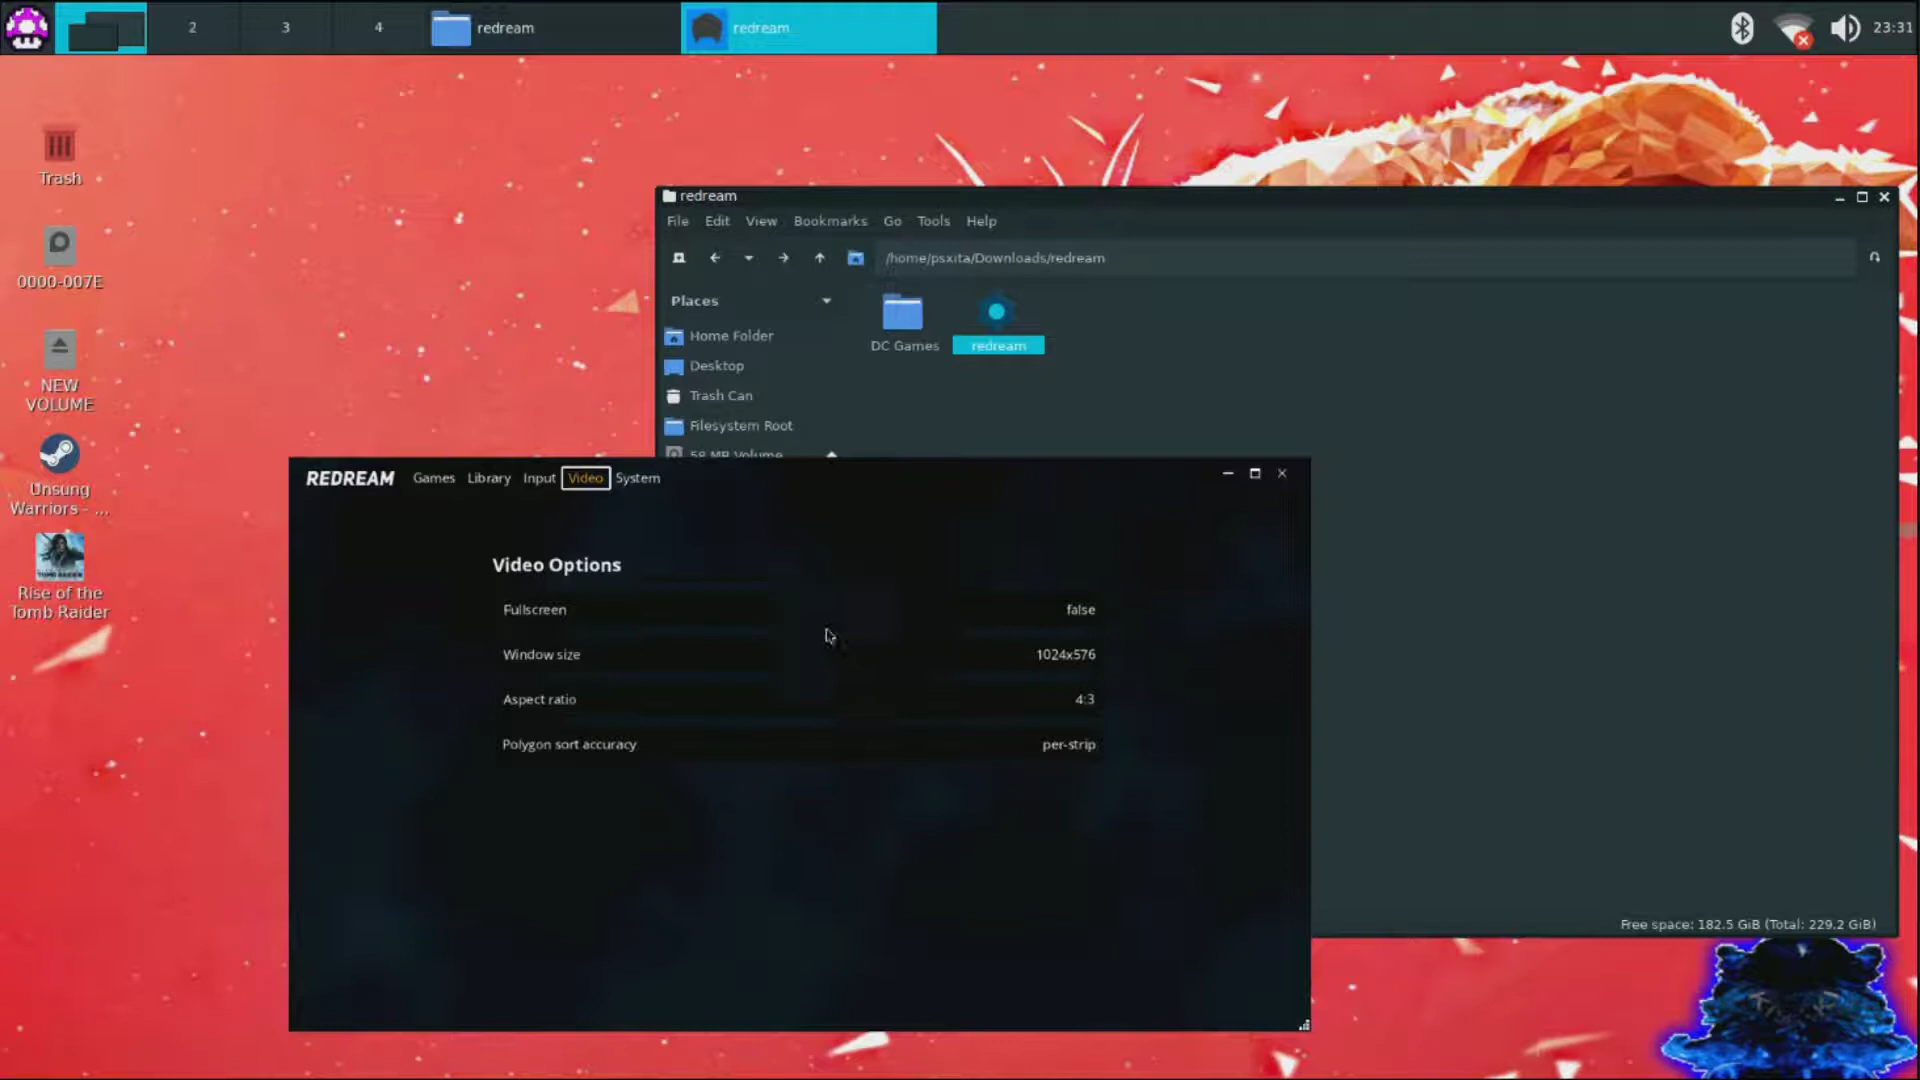 2
3
4
redream
redream
23:31
Trash
0000-007E
NEW
VOLUME
Unsung
Warriors - ...
Rise of the
Tomb Raider
redream
File Edit View Bookmarks Go Tools Help
/home/psxita/Downloads/redream
Places
Home Folder
Desktop
Trash Can
Filesystem Root
58 MB Volume
DC Games
redream
Free space: 182.5 GiB (Total: 229.2 GiB)
REDREAM Games Library Input Video System
Video Options
Fullscreen false
Window size 1024x576
Aspect ratio 4:3
Polygon sort accuracy per-strip